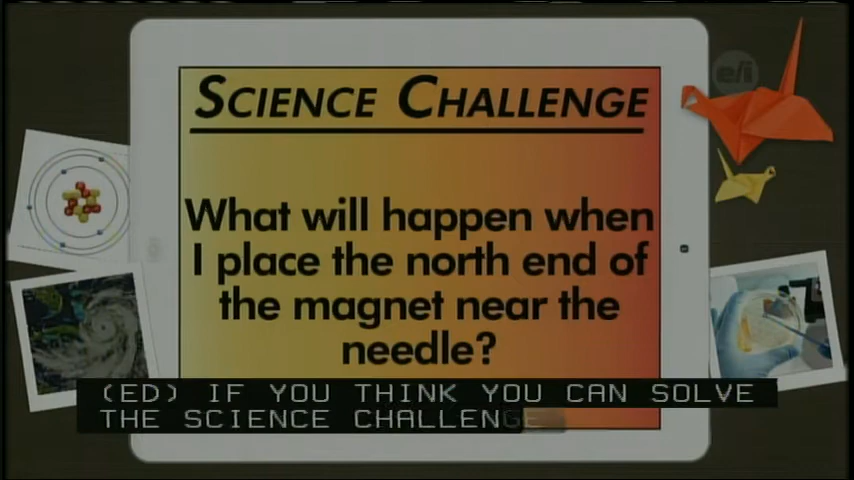 e/i
SCIENCE CHALLENGE
What will happen when
I place the north end of
the magnet near the
needle?
(ED) IF YOU THINK YOU CAN SOLVE
THE SCIENCE CHALLENGE